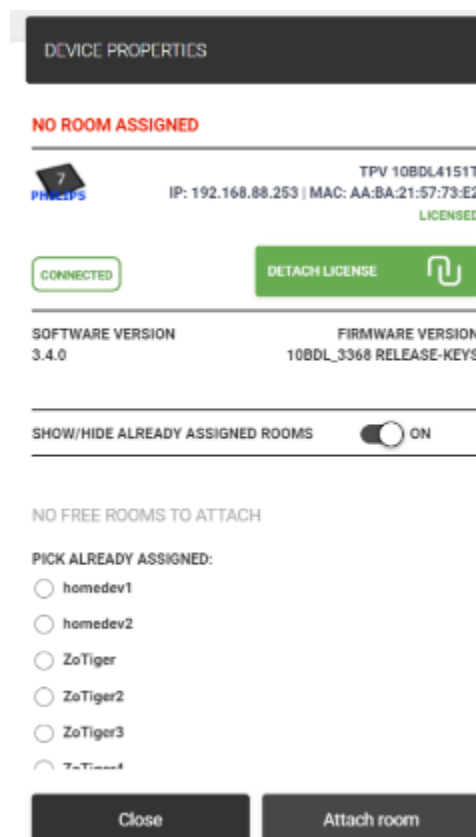 DEVICE PROPERTIES
NO ROOM ASSIGNED
7
PHILIPS
TPV 10BDL4151T
IP: 192.168.88.253 | MAC: AA:BA:21:57:73:E2
LICENSED
CONNECTED
DETACH LICENSE
SOFTWARE VERSION
FIRMWARE VERSION
3.4.0
10BDL_3368 RELEASE-KEYS
SHOW/HIDE ALREADY ASSIGNED ROOMS
ON
NO FREE ROOMS TO ATTACH
PICK ALREADY ASSIGNED:
homedev1
homedev2
ZoTiger
ZoTiger2
ZoTiger3
Close
Attach room